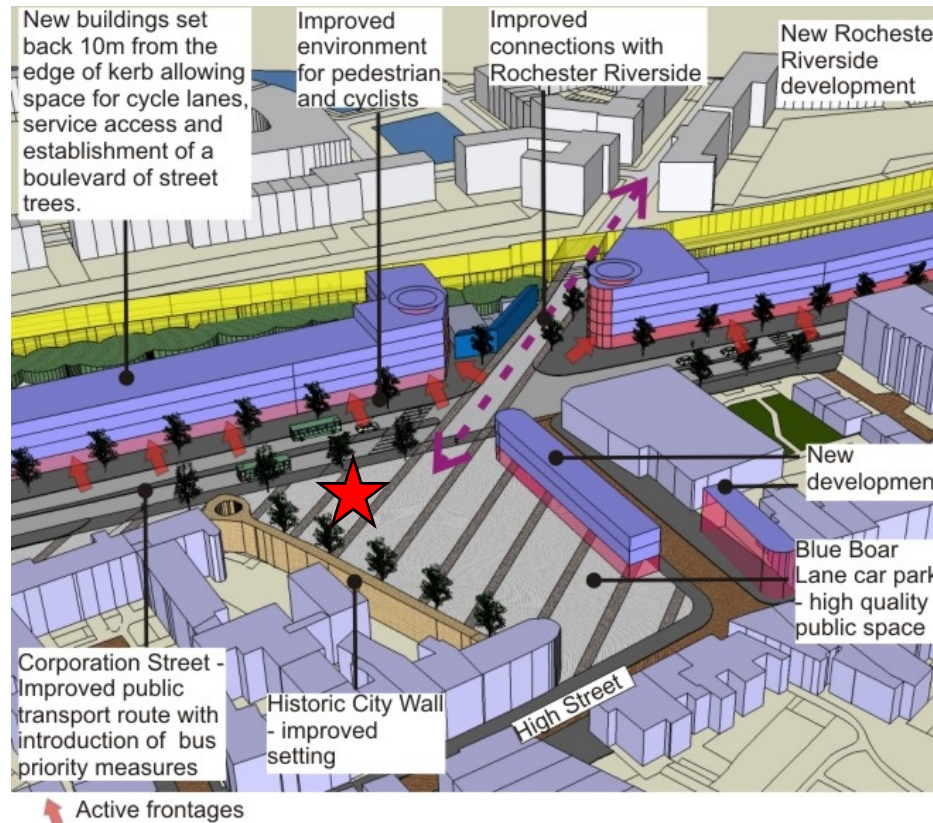 New buildings set
back 10m from the
edge of kerb allowing
space for cycle lanes,
service access and
establishment of a
boulevard of street
trees.
Improved
environment
for pedestrian
and cyclists
Improved
connections with
Rochester Riverside
New Rocheste
Riverside
development
New
development
Blue Boar
Lane car park
- high quality
public space
Corporation Street -
Improved public
transport route with
introduction of bus
priority measures
Historic City Wall
- improved
setting
High Street
Active frontages